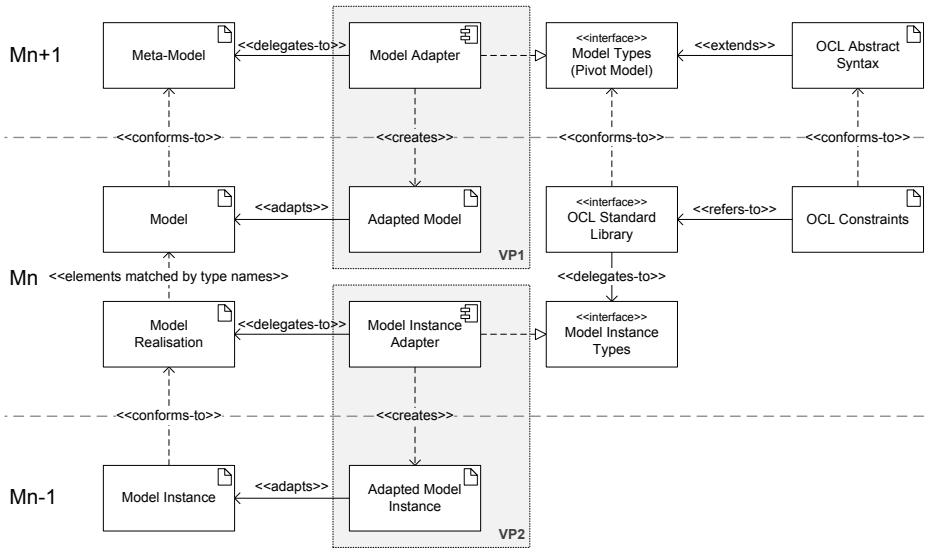 Mn+1
Meta-Model
<<delegates-to>>
Model Adapter
<<interface>>
Model Types
(Pivot Model)
<<extends>>
OCL Abstract
Syntax
<<conforms-to>>
<<creates>>
<<conforms-to>>
<<conforms-to>>
Model
<<adapts>>
Adapted Model
<<interface>>
OCL Standard
Library
<<refers-to>>
OCL Constraints
VP1
Mn
<<elements matched by type names>>
<<delegates-to>>
Model
Realisation
<<delegates-to>>
Model Instance
Adapter
<<interface>>
Model Instance
Types
<<conforms-to>>
<<creates>>
Mn-1
Model Instance
<<adapts>>
Adapted Model
Instance
VP2